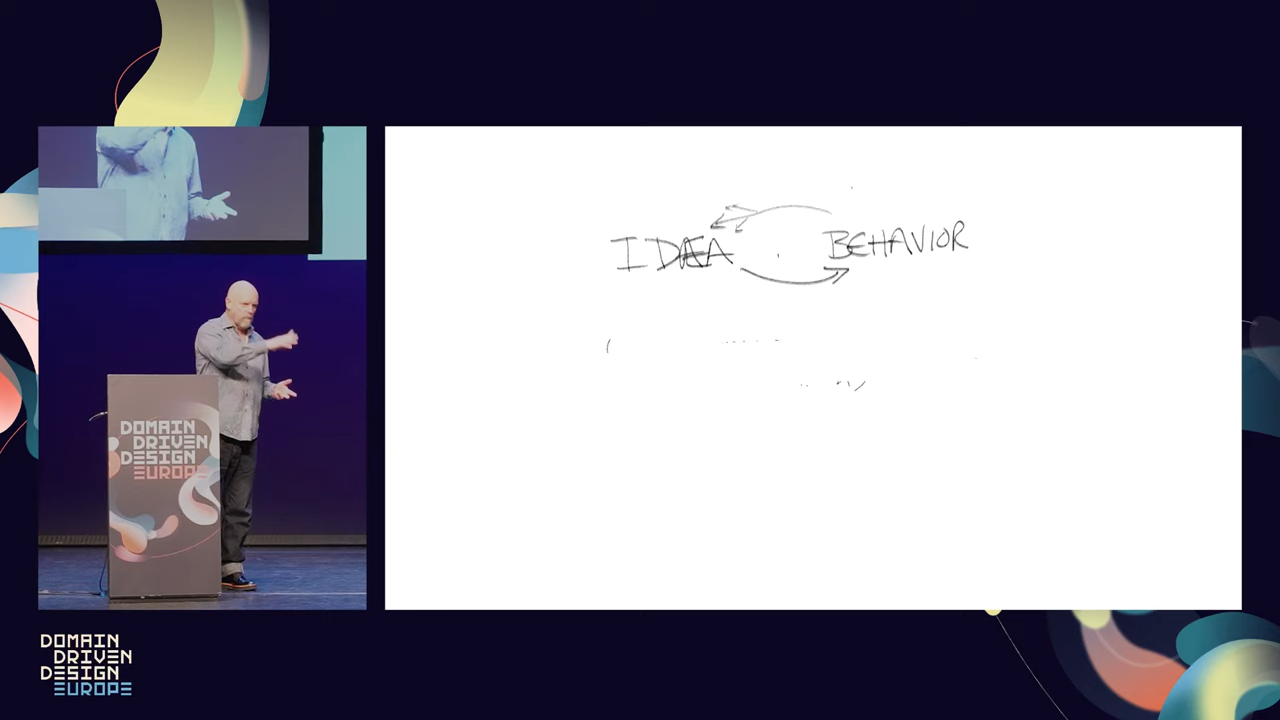 IDEA BEHAVIOR
DOMAIN
DRIVEN
DESIGN
EUROPE
DOMAIN
DRIVEN
DESIGN
EUROPE